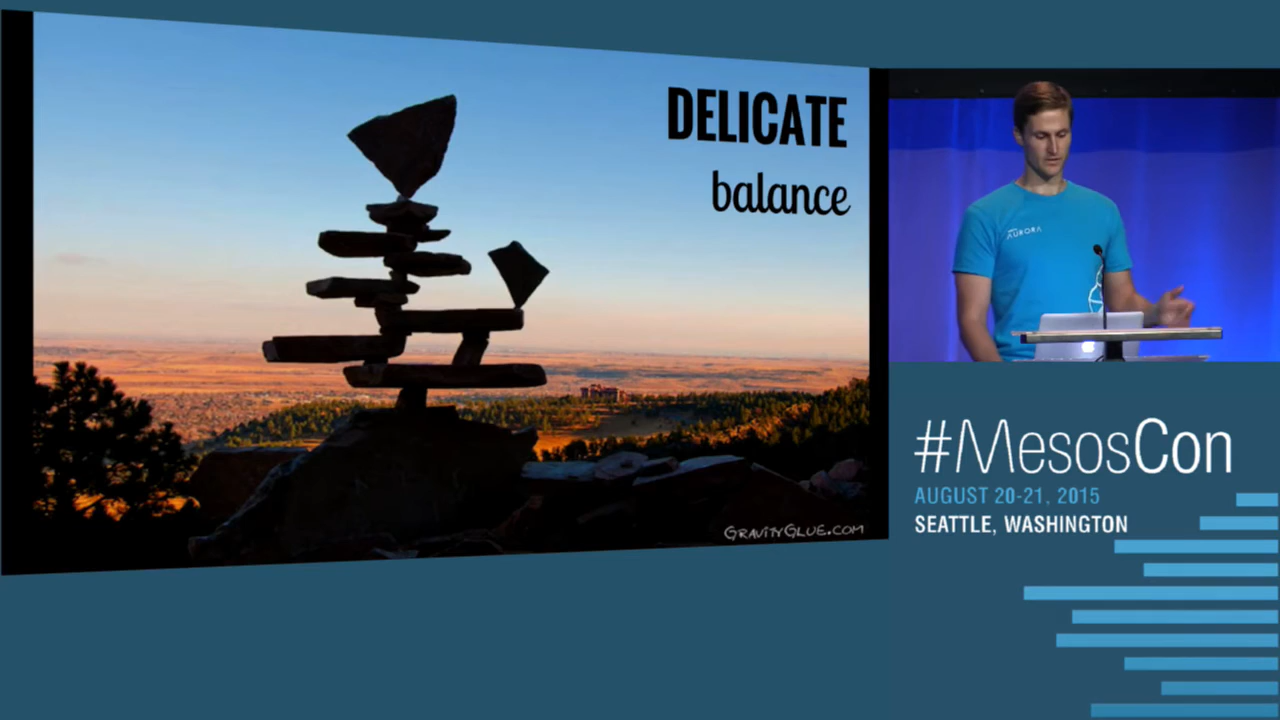 DELICATE
balance
GRAVITYGLUE.COM
AURORA
#MesosCon
AUGUST 20-21, 2015
SEATTLE, WASHINGTON